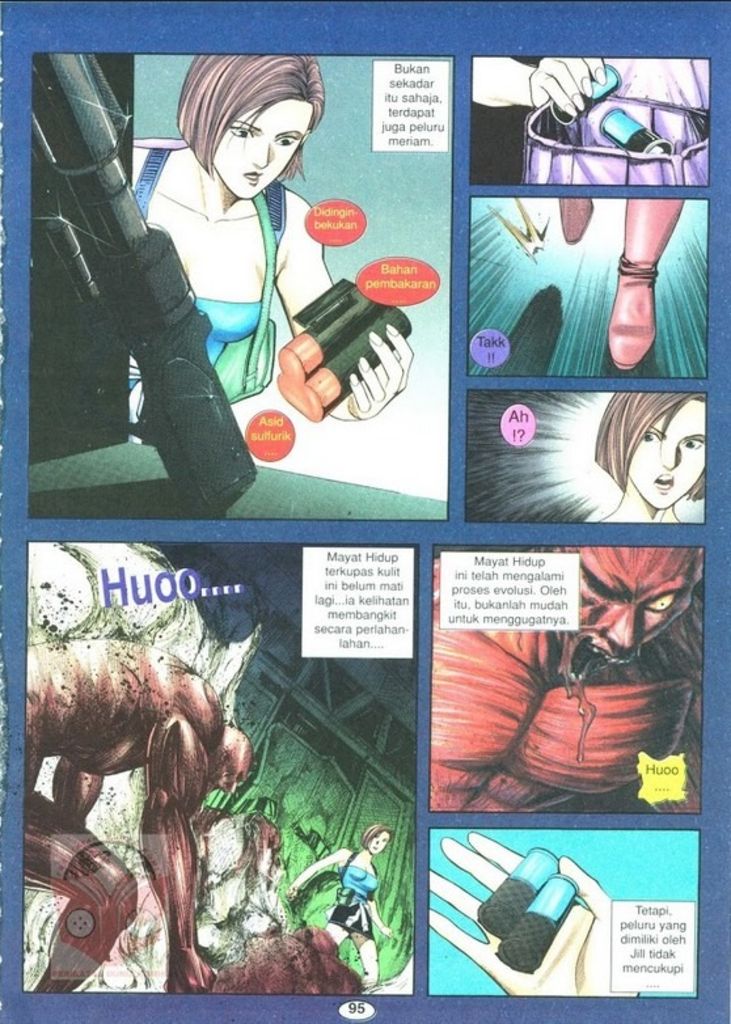 Bukan
sekadar
itu sahaja,
terdapat
juga peluru
meriam.
Didingin-
bekukan
....
Bahan
pembakaran
....
Asid
sulfurik
....
Takk
!!
Ah
!?
Huoo....
Mayat Hidup
terkupas kulit
ini belum mati
lagi...ia kelihatan
membangkit
secara perlahan-
lahan....
Mayat Hidup
ini telah mengalami
proses evolusi. Oleh
itu, bukanlah mudah
untuk menggugatnya.
Huoo
....
Tetapi,
peluru yang
dimiliki oleh
Jill tidak
mencukupi
....
95